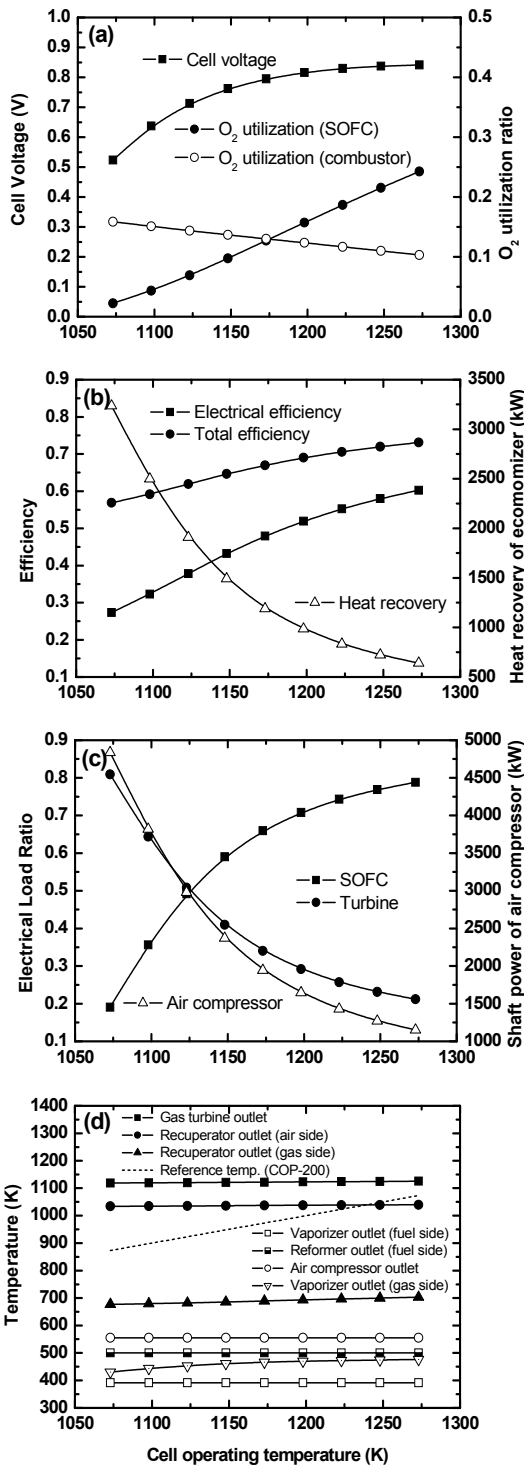 (a)
Cell voltage
O2 utilization (SOFC)
O2 utilization (combustor)
Cell Voltage (V)
O2 utilization ratio
1.0
0.9
0.8
0.7
0.6
0.5
0.4
0.3
0.2
0.1
0.0
0.5
0.4
0.3
0.2
0.1
0.0
1050 1100 1150 1200 1250 1300
(b)
Electrical efficiency
Total efficiency
Heat recovery
Efficiency
Heat recovery of ecomomizer (kW)
0.9
0.8
0.7
0.6
0.5
0.4
0.3
0.2
0.1
3500
3000
2500
2000
1500
1000
500
1050 1100 1150 1200 1250 1300
(c)
SOFC
Turbine
Air compressor
Electrical Load Ratio
Shaft power of air compressor (kW)
0.9
0.8
0.7
0.6
0.5
0.4
0.3
0.2
0.1
5000
4500
4000
3500
3000
2500
2000
1500
1000
1050 1100 1150 1200 1250 1300
(d)
Gas turbine outlet
Recuperator outlet (air side)
Recuperator outlet (gas side)
Reference temp. (COP-200)
Vaporizer outlet (fuel side)
Reformer outlet (fuel side)
Air compressor outlet
Vaporizer outlet (gas side)
Temperature (K)
1400
1300
1200
1100
1000
900
800
700
600
500
400
300
1050 1100 1150 1200 1250 1300
Cell operating temperature (K)